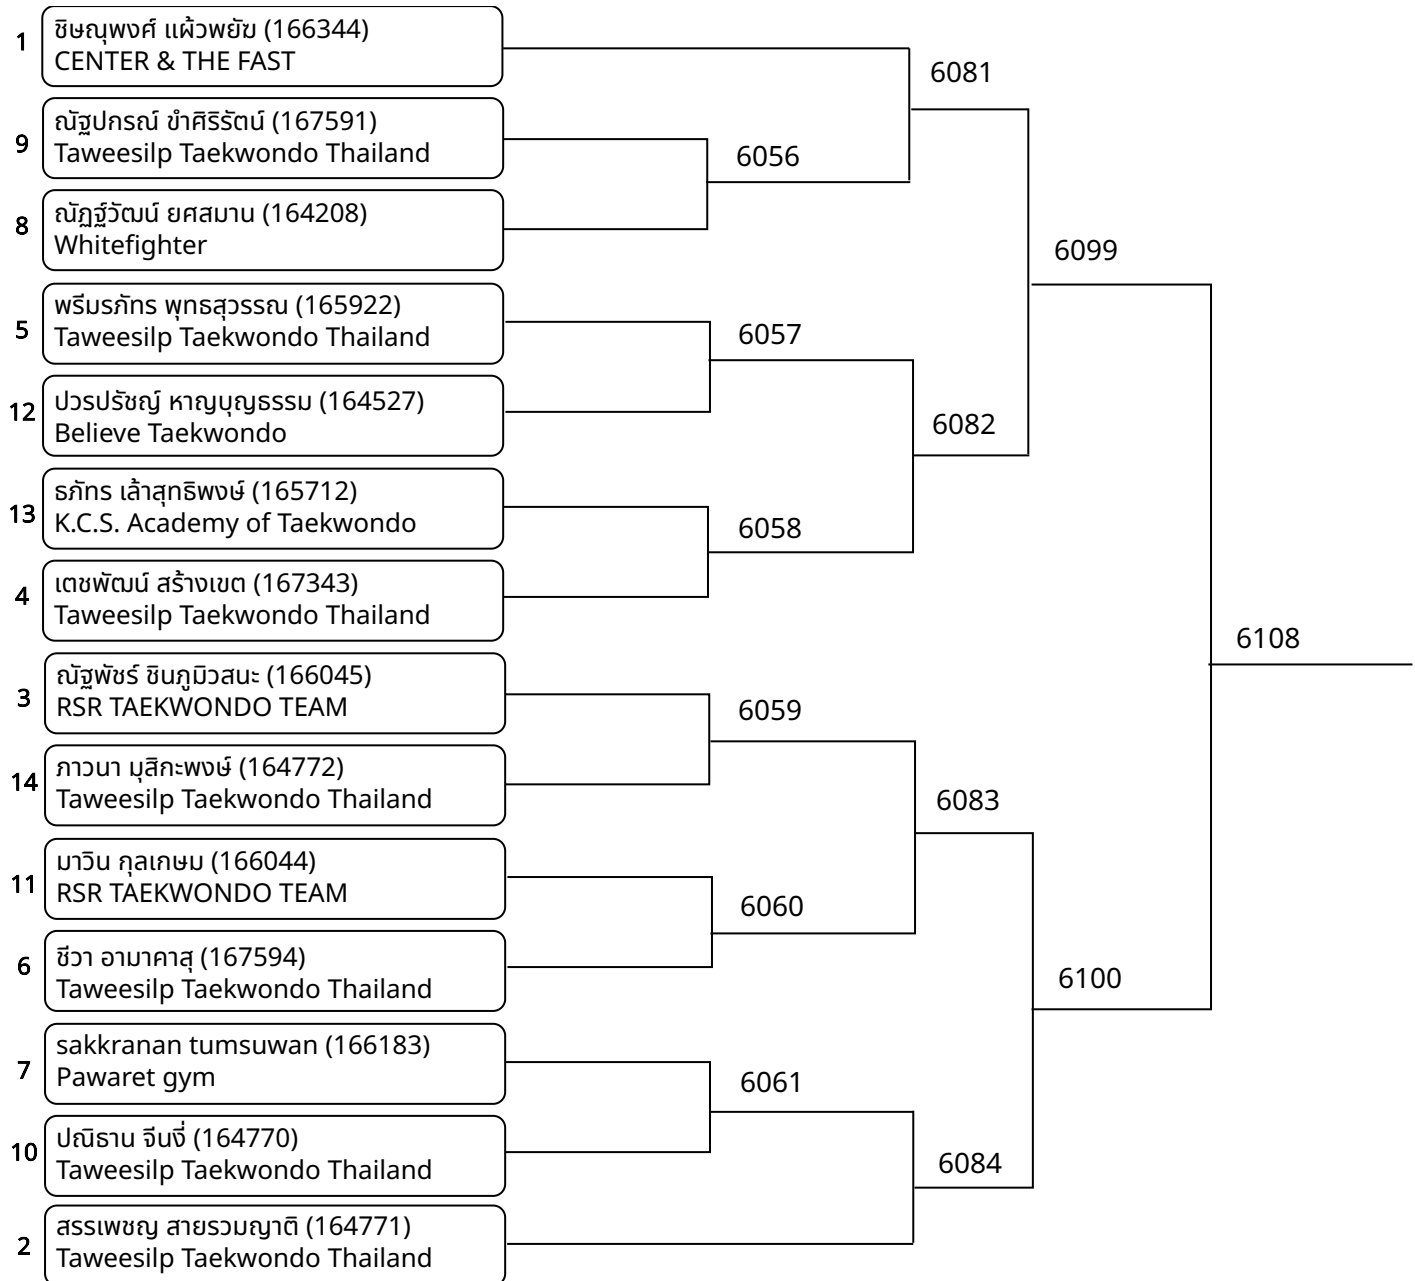 1
ชิษณุพงศ์ แผ้วพยัฆ (166344)
CENTER & THE FAST
6081
9
ณัฐปกรณ์ ขำศิริรัตน์ (167591)
Taweesilp Taekwondo Thailand
6056
8
ณัฏฐ์วัฒน์ ยศสมาน (164208)
Whitefighter
6099
5
พรีมรภัทร พุทธสุวรรณ (165922)
Taweesilp Taekwondo Thailand
6057
12
ปวรปรัชญ์ หาญบุญธรรม (164527)
Believe Taekwondo
6082
13
ธภัทร เล้าสุทธิพงษ์ (165712)
K.C.S. Academy of Taekwondo
6058
4
เตชพัฒน์ สร้างเขต (167343)
Taweesilp Taekwondo Thailand
6108
3
ณัฐพัชร์ ชินภูมิวสนะ (166045)
RSR TAEKWONDO TEAM
6059
14
ภาวนา มุสิกะพงษ์ (164772)
Taweesilp Taekwondo Thailand
6083
11
มาวิน กุลเกษม (166044)
RSR TAEKWONDO TEAM
6060
6
ชีวา อามาคาสุ (167594)
Taweesilp Taekwondo Thailand
6100
7
sakkranan tumsuwan (166183)
Pawaret gym
6061
10
ปณิธาน จีนงี่ (164770)
Taweesilp Taekwondo Thailand
6084
2
สรรเพชญ สายรวมญาติ (164771)
Taweesilp Taekwondo Thailand